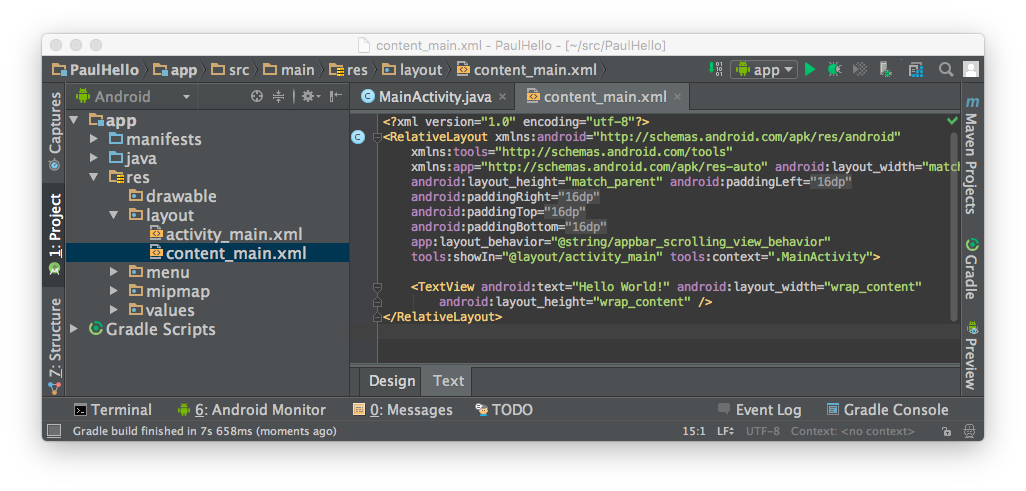 content_main.xml - PaulHello - [~/src/PaulHello]
PaulHello app src main res layout content_main.xml app
Captures
1: Project
7: Structure
Android
app
manifests
java
res
drawable
layout
activity_main.xml
content_main.xml
menu
mipmap
values
Gradle Scripts
MainActivity.java content_main.xml
<?xml version="1.0" encoding="utf-8"?>
<RelativeLayout xmlns:android="http://schemas.android.com/apk/res/android"
xmlns:tools="http://schemas.android.com/tools"
xmlns:app="http://schemas.android.com/apk/res-auto" android:layout_width="match
android:layout_height="match_parent" android:paddingLeft="16dp"
android:paddingRight="16dp"
android:paddingTop="16dp"
android:paddingBottom="16dp"
app:layout_behavior="@string/appbar_scrolling_view_behavior"
tools:showIn="@layout/activity_main" tools:context=".MainActivity">
<TextView android:text="Hello World!" android:layout_width="wrap_content"
android:layout_height="wrap_content" />
</RelativeLayout>
Design Text
m Maven Projects
Gradle
Preview
Terminal 6: Android Monitor 0: Messages TODO Event Log Gradle Console
Gradle build finished in 7s 658ms (moments ago) 15:1 LF UTF-8 Context: <no context>